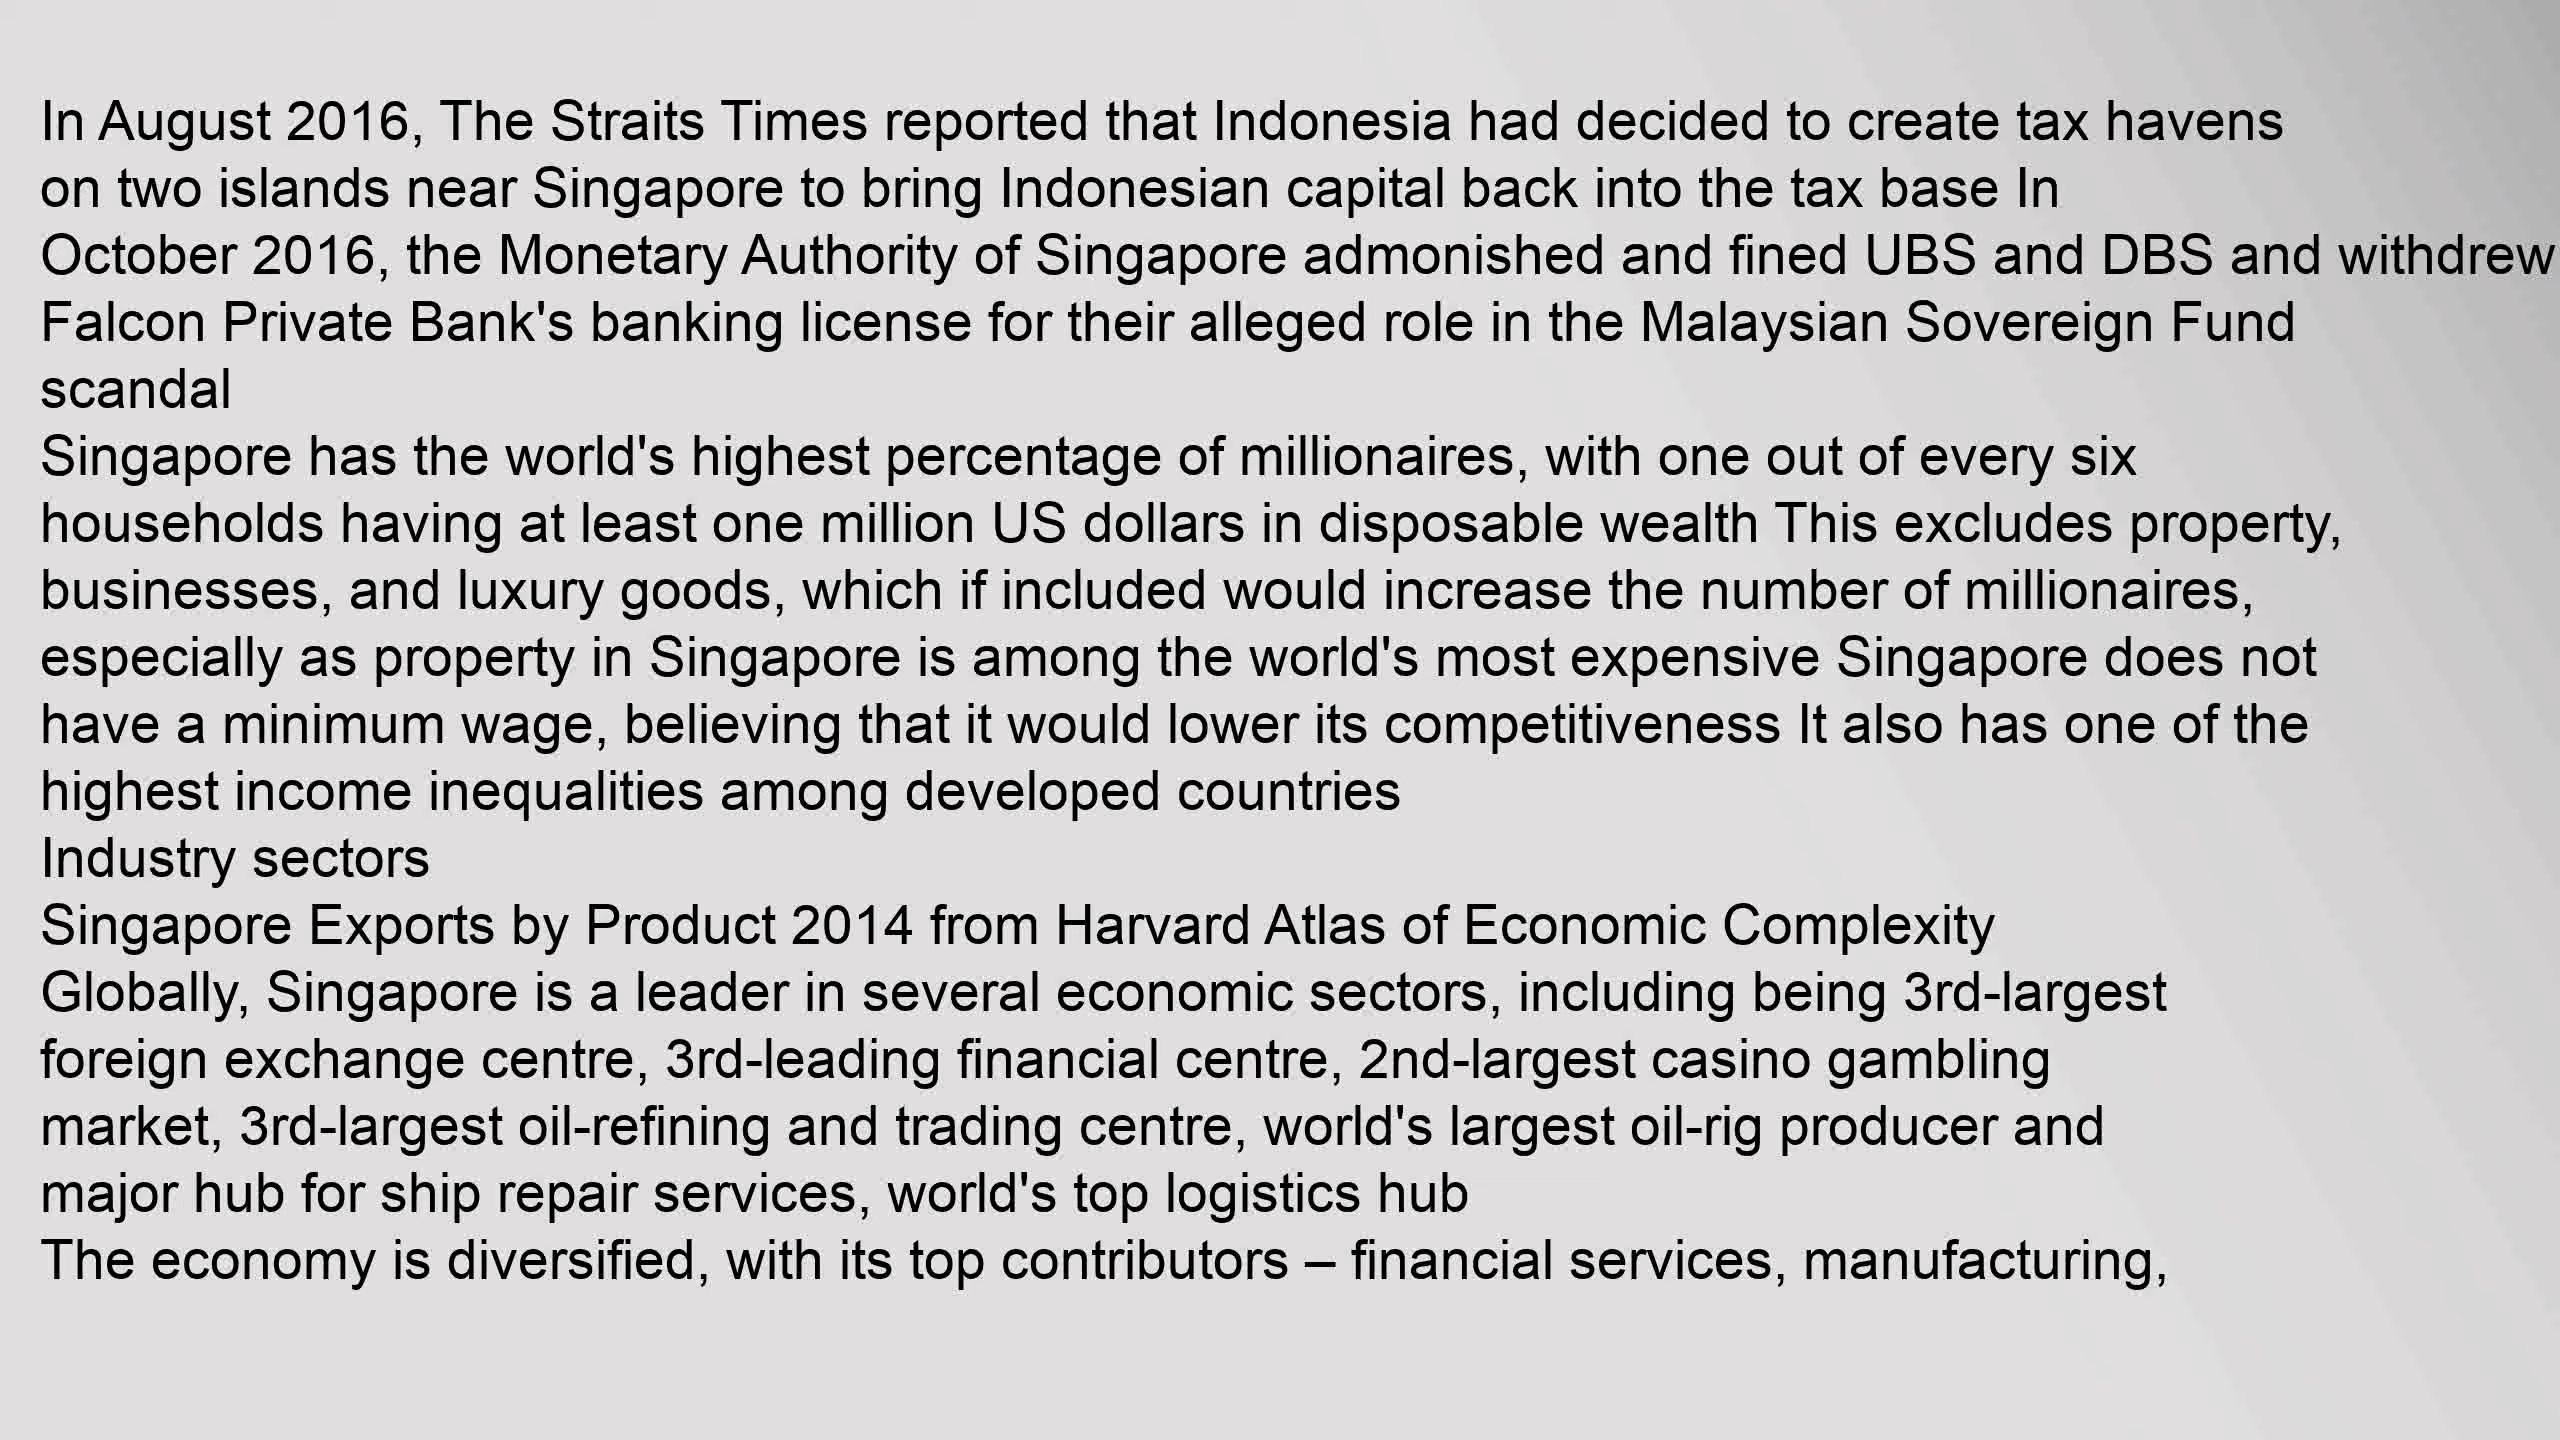 In August 2016, The Straits Times reported that Indonesia had decided to create tax havens
on two islands near Singapore to bring Indonesian capital back into the tax base In
October 2016, the Monetary Authority of Singapore admonished and fined UBS and DBS and withdrew
Falcon Private Bank's banking license for their alleged role in the Malaysian Sovereign Fund
scandal
Singapore has the world's highest percentage of millionaires, with one out of every six
households having at least one million US dollars in disposable wealth This excludes property,
businesses, and luxury goods, which if included would increase the number of millionaires,
especially as property in Singapore is among the world's most expensive Singapore does not
have a minimum wage, believing that it would lower its competitiveness It also has one of the
highest income inequalities among developed countries
Industry sectors
Singapore Exports by Product 2014 from Harvard Atlas of Economic Complexity
Globally, Singapore is a leader in several economic sectors, including being 3rd-largest
foreign exchange centre, 3rd-leading financial centre, 2nd-largest casino gambling
market, 3rd-largest oil-refining and trading centre, world's largest oil-rig producer and
major hub for ship repair services, world's top logistics hub
The economy is diversified, with its top contributors – financial services, manufacturing,